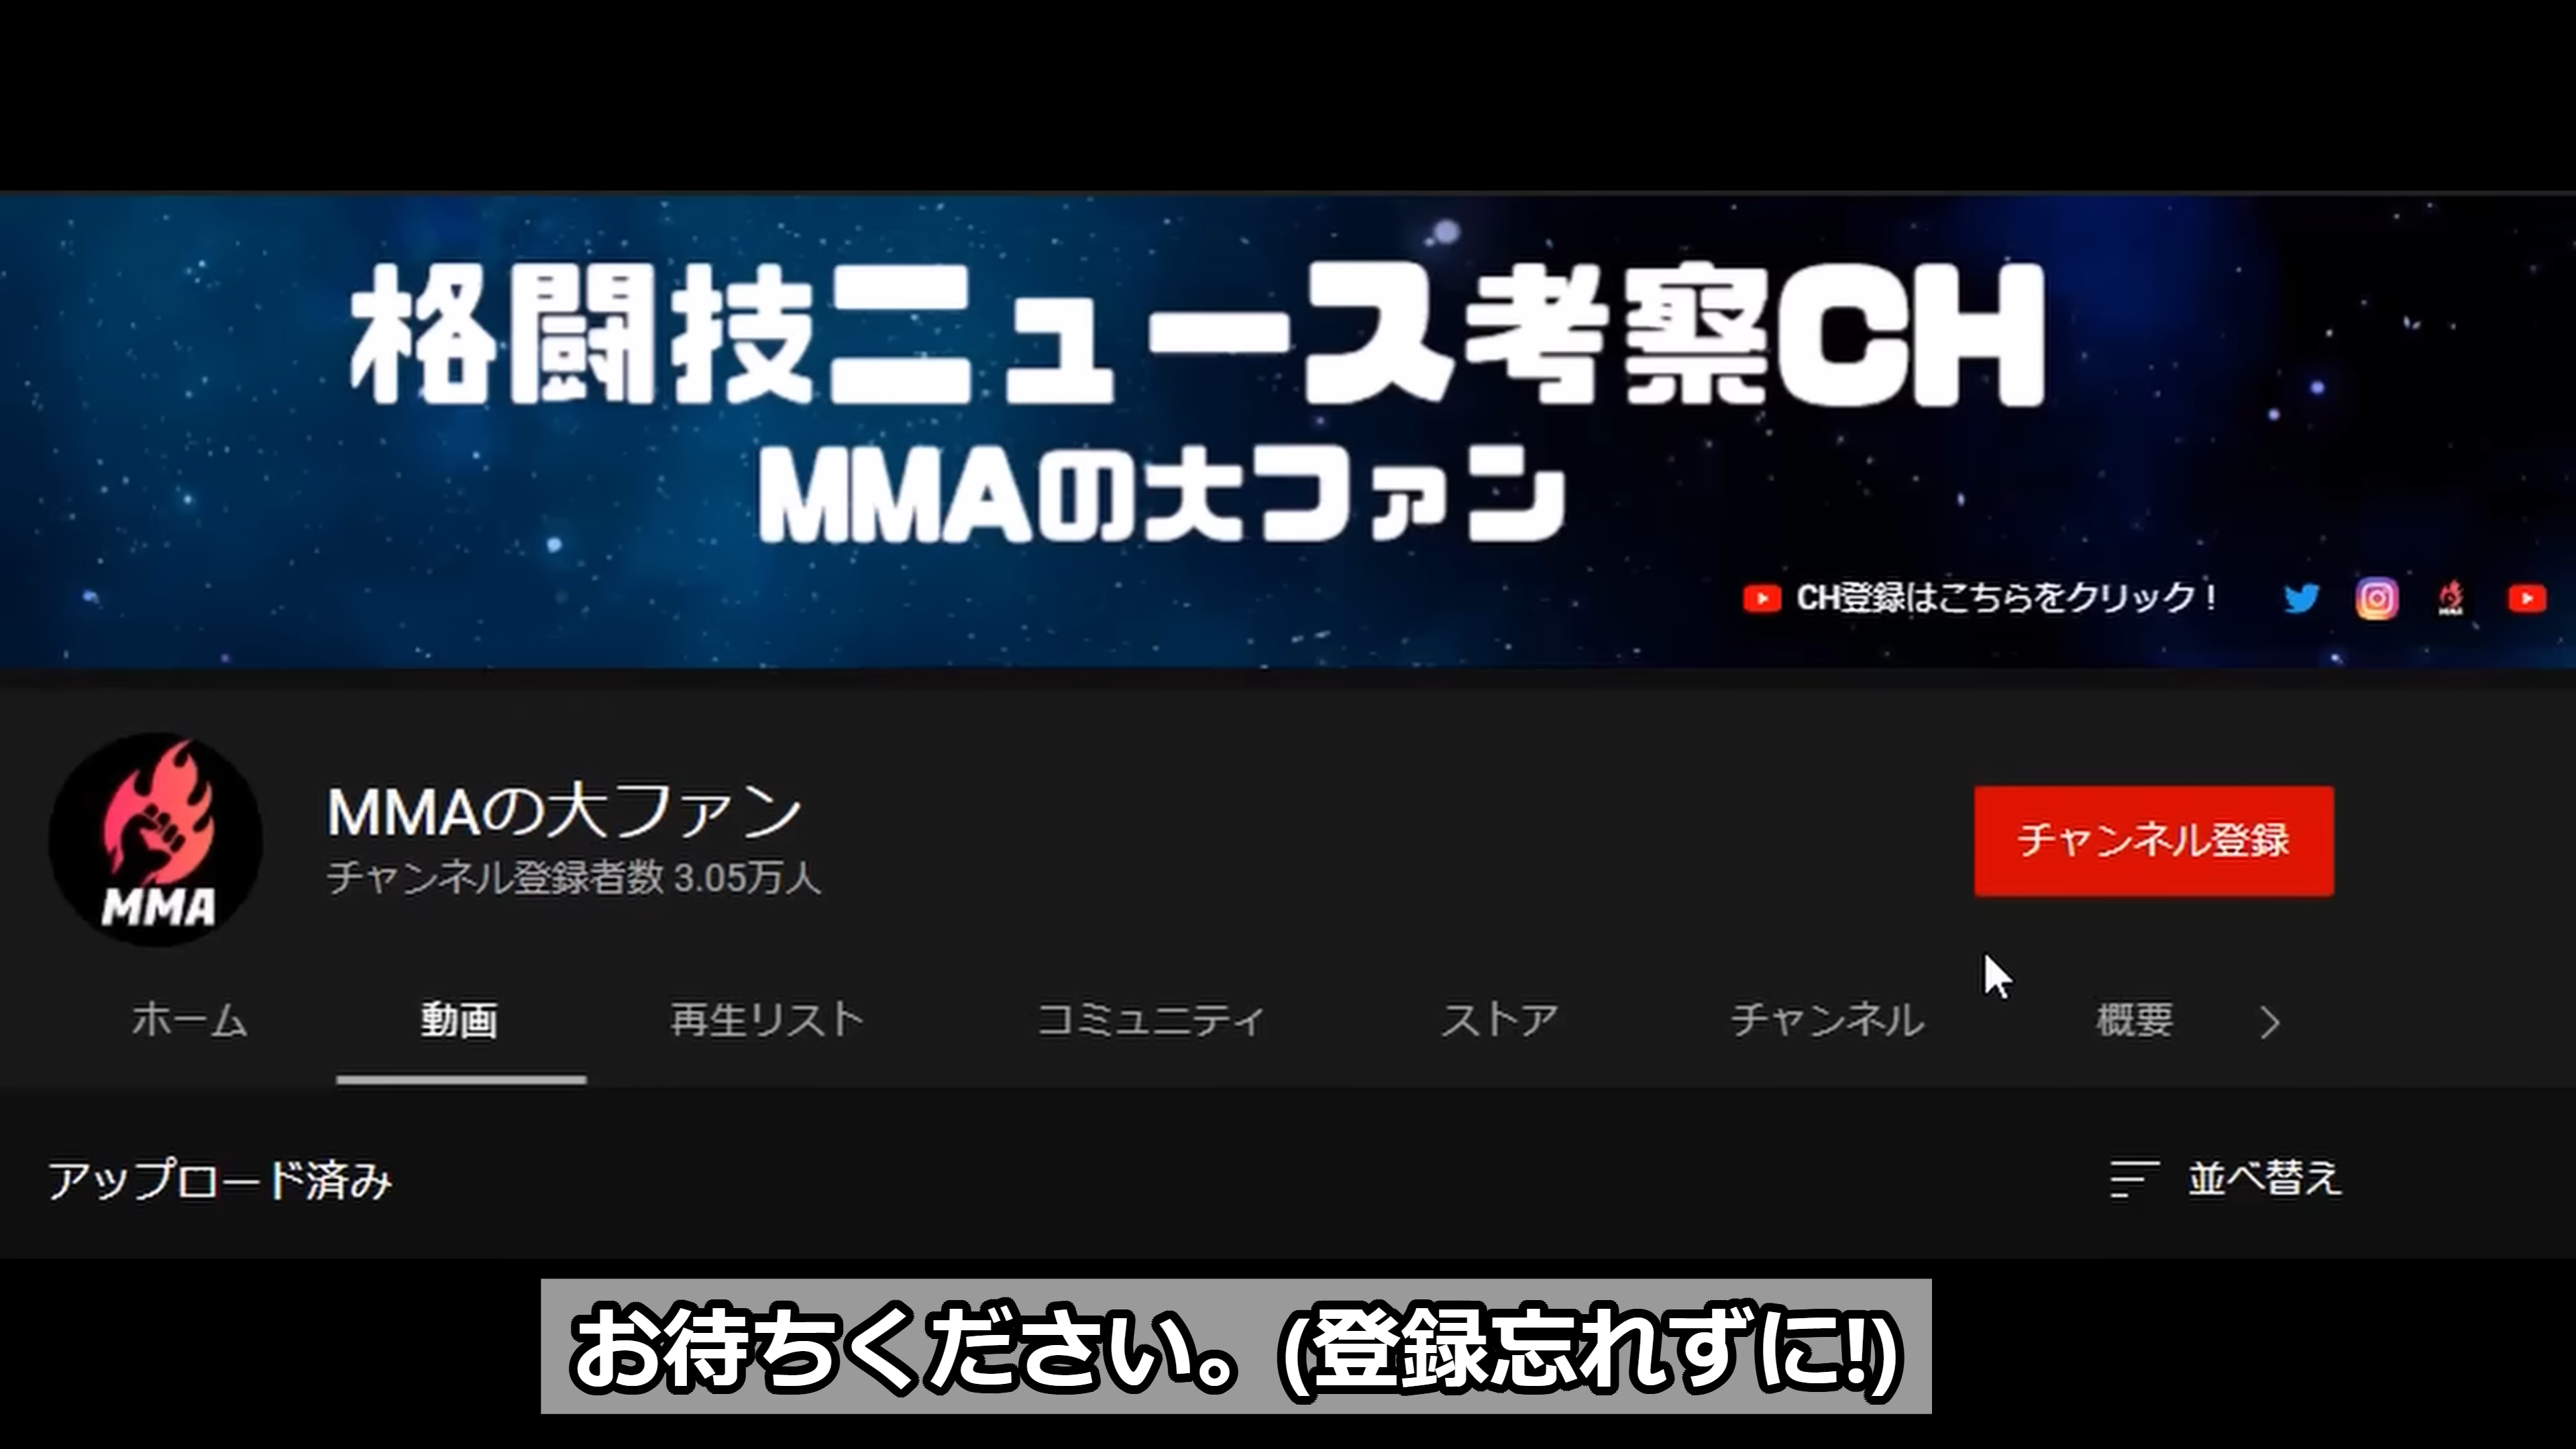 格闘技ニュース考察CH
MMAの大ファン
CH登録はこちらをクリック！
MMA
MMAの大ファン
チャンネル登録者数 3.05万人
チャンネル登録
ホーム 動画 再生リスト コミュニティ ストア チャンネル 概要
アップロード済み 並べ替え
お待ちください。(登録忘れずに!)